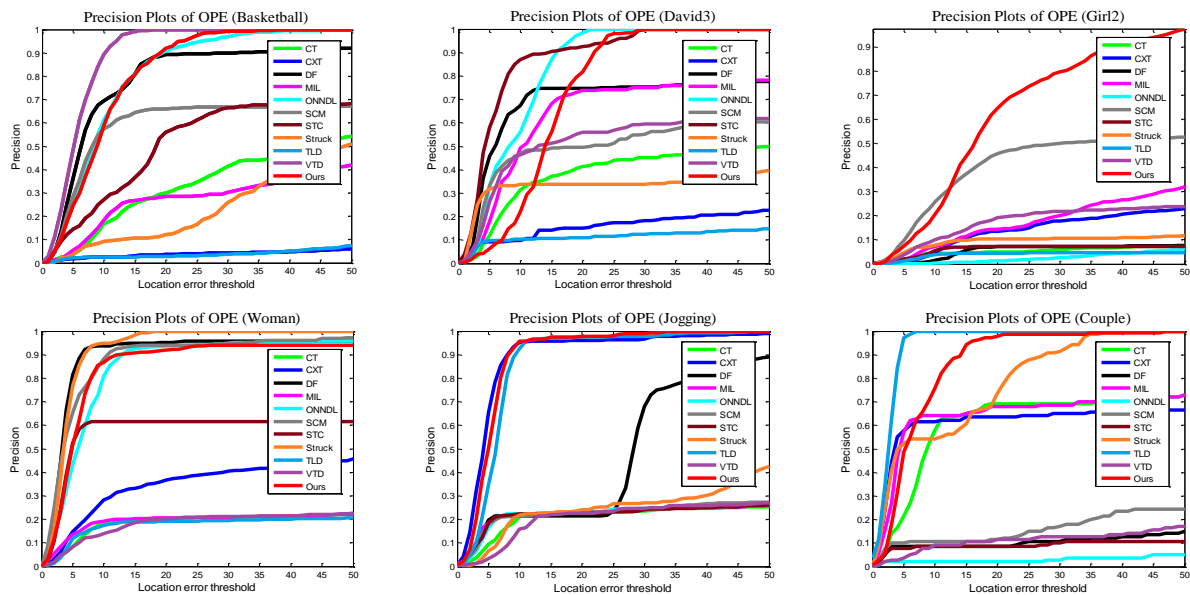 Precision Plots of OPE (Basketball)
Precision
1
0.9
0.8
0.7
0.6
0.5
0.4
0.3
0.2
0.1
0
0 5 10 15 20 25 30 35 40 45 50
Location error threshold
CT
CXT
DF
MIL
ONNDL
SCM
STC
Struck
TLD
VTD
Ours
Precision Plots of OPE (David3)
Precision
1
0.9
0.8
0.7
0.6
0.5
0.4
0.3
0.2
0.1
0
0 5 10 15 20 25 30 35 40 45 50
Location error threshold
CT
CXT
DF
MIL
ONNDL
SCM
STC
Struck
TLD
VTD
Ours
Precision Plots of OPE (Girl2)
Precision
1
0.9
0.8
0.7
0.6
0.5
0.4
0.3
0.2
0.1
0
0 5 10 15 20 25 30 35 40 45 50
Location error threshold
CT
CXT
DF
MIL
ONNDL
SCM
STC
Struck
TLD
VTD
Ours
Precision Plots of OPE (Woman)
Precision
1
0.9
0.8
0.7
0.6
0.5
0.4
0.3
0.2
0.1
0
0 5 10 15 20 25 30 35 40 45 50
Location error threshold
CT
CXT
DF
MIL
ONNDL
SCM
STC
Struck
TLD
VTD
Ours
Precision Plots of OPE (Jogging)
Precision
1
0.9
0.8
0.7
0.6
0.5
0.4
0.3
0.2
0.1
0
0 5 10 15 20 25 30 35 40 45 50
Location error threshold
CT
CXT
DF
MIL
ONNDL
SCM
STC
Struck
TLD
VTD
Ours
Precision Plots of OPE (Couple)
Precision
1
0.9
0.8
0.7
0.6
0.5
0.4
0.3
0.2
0.1
0
0 5 10 15 20 25 30 35 40 45 50
Location error threshold
CT
CXT
DF
MIL
ONNDL
SCM
STC
Struck
TLD
VTD
Ours